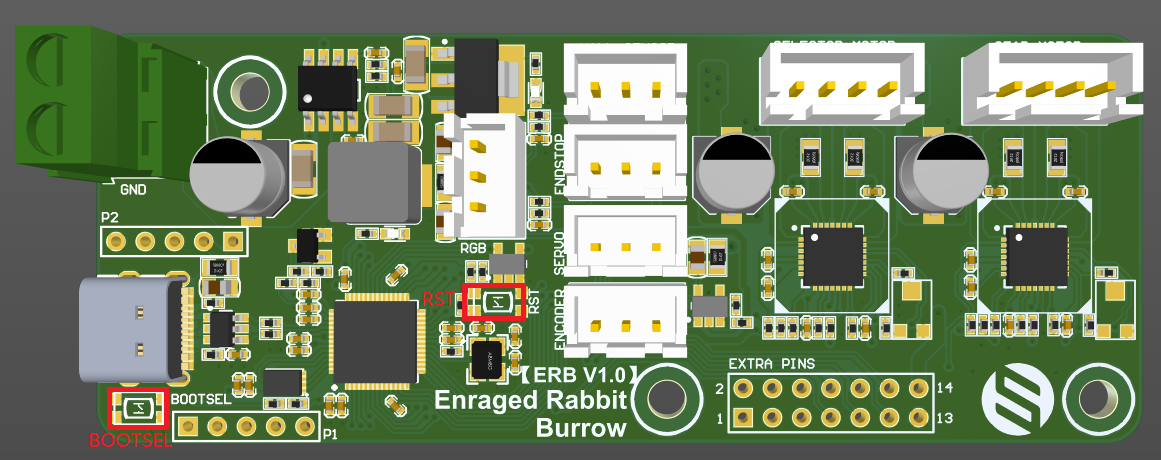 SELECTOR MOTOR
GEAR MOTOR
ENDSTOP
GND
P2
RGB
SERVO
RST
RST
ENCODER
EXTRA PINS
2
14
1
13
BOOTSEL
BOOTSEL
P1
【ERB V1.0】
Enraged Rabbit
Burrow